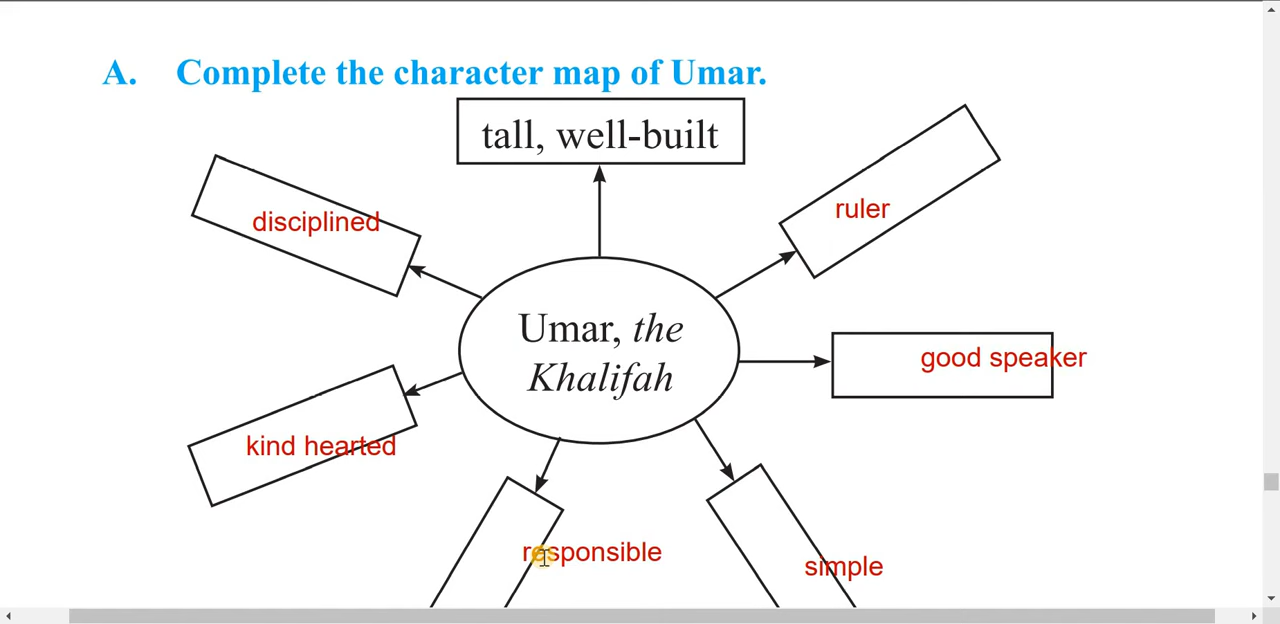 A. Complete the character map of Umar.
tall, well-built
disciplined
ruler
Umar, the
Khalifah
good speaker
kind hearted
responsible
simple